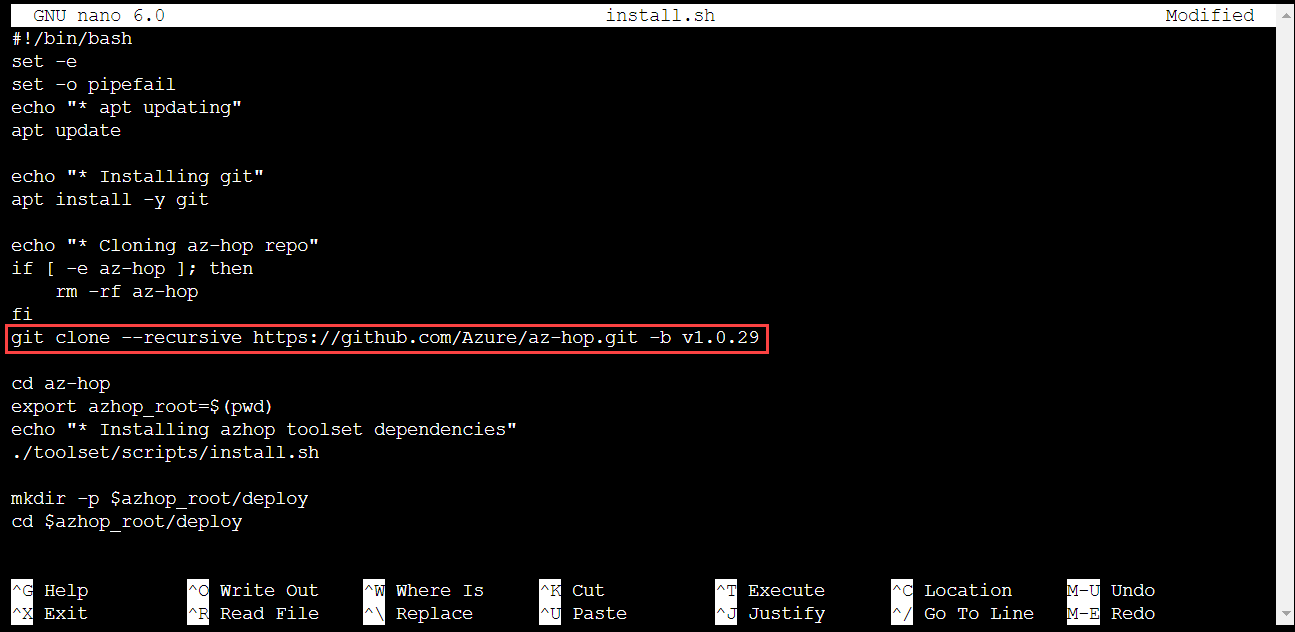 GNU nano 6.0 install.sh Modified
#!/bin/bash
set -e
set -o pipefail
echo "* apt updating"
apt update
echo "* Installing git"
apt install -y git
echo "* Cloning az-hop repo"
if [ -e az-hop ]; then
    rm -rf az-hop
fi
git clone --recursive https://github.com/Azure/az-hop.git -b v1.0.29
cd az-hop
export azhop_root=$(pwd)
echo "* Installing azhop toolset dependencies"
./toolset/scripts/install.sh
mkdir -p $azhop_root/deploy
cd $azhop_root/deploy
^G Help ^O Write Out ^W Where Is ^K Cut ^T Execute ^C Location M-U Undo
^X Exit ^R Read File ^\ Replace ^U Paste ^J Justify ^/ Go To Line M-E Redo